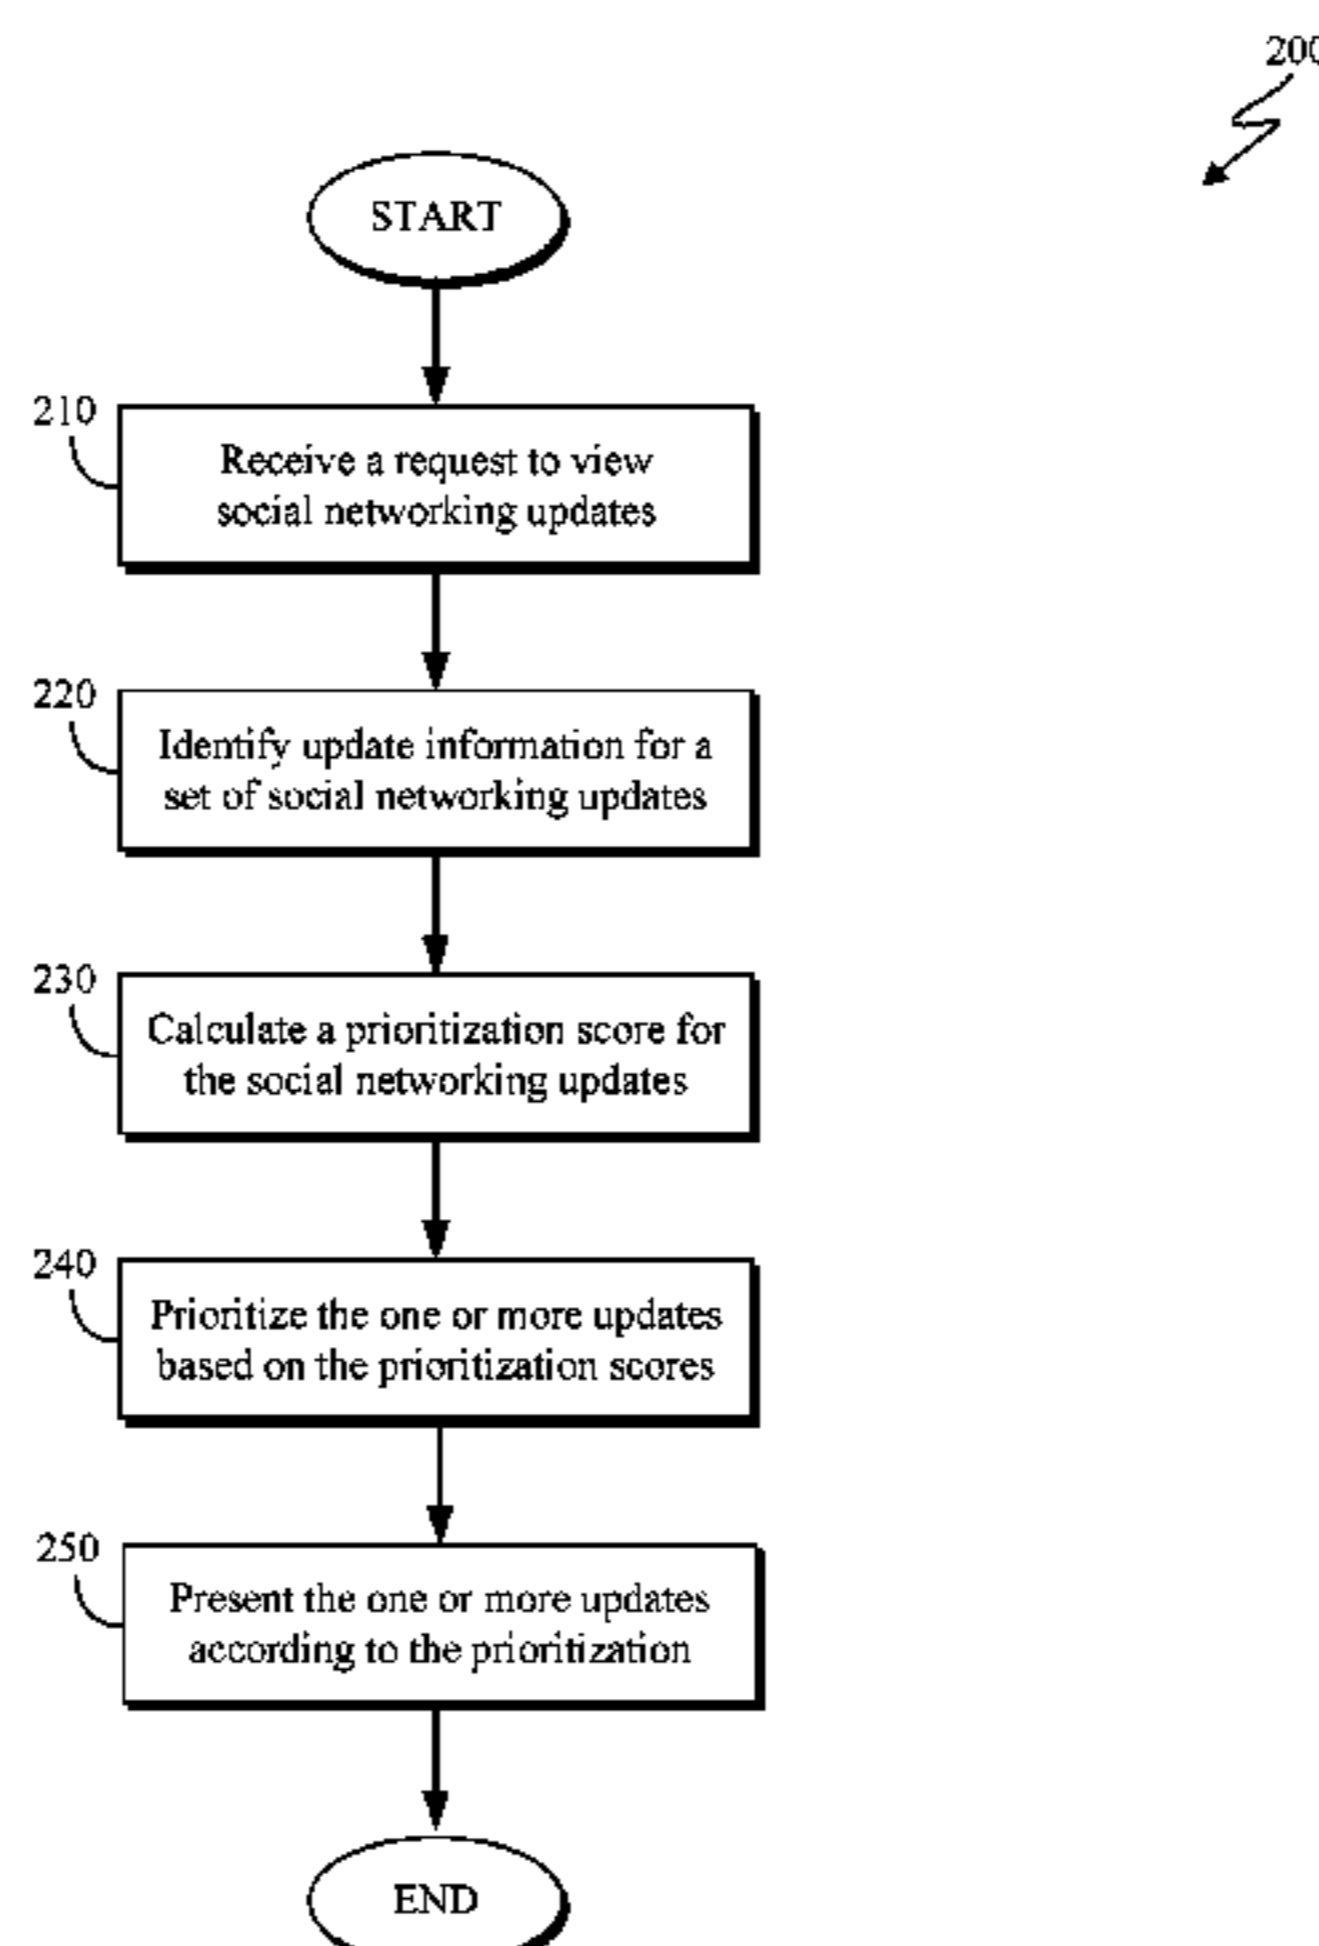 200
START
210
Receive a request to view
social networking updates
220
Identify update information for a
set of social networking updates
230
Calculate a prioritization score for
the social networking updates
240
Prioritize the one or more updates
based on the prioritization scores
250
Present the one or more updates
according to the prioritization
END